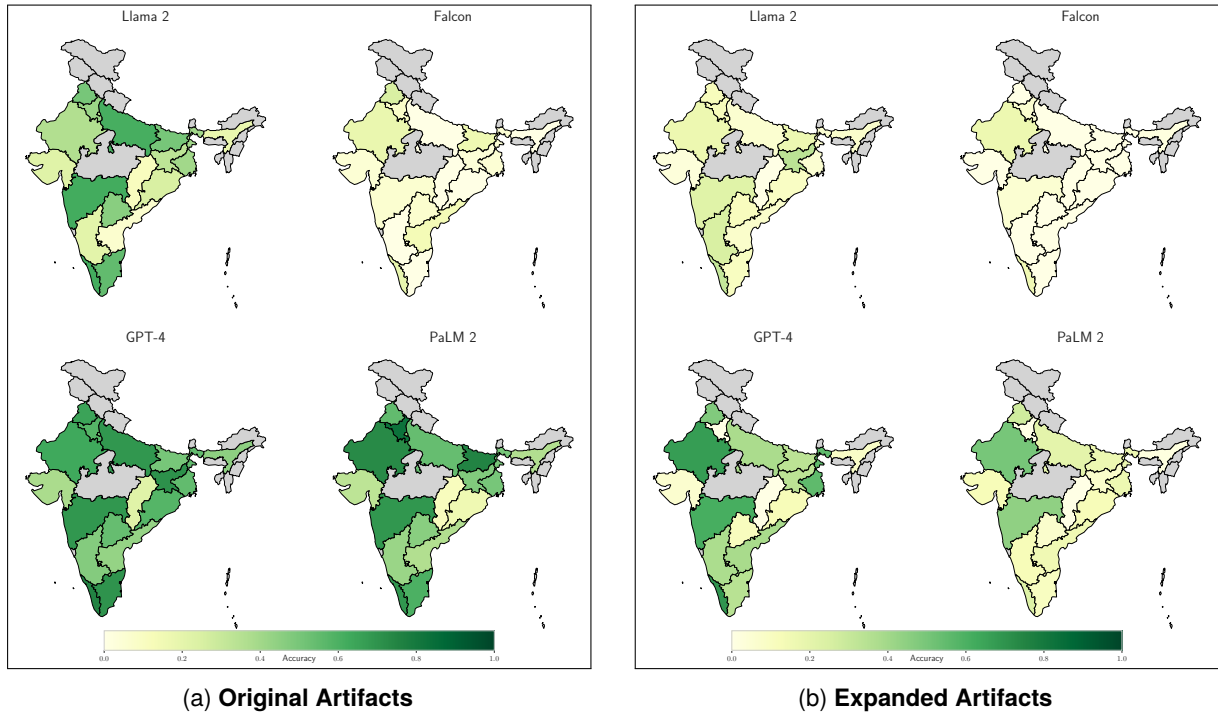 Llama 2 Falcon
GPT-4 PaLM 2
0.0 0.2 0.4 Accuracy 0.6 0.8 1.0
(a) Original Artifacts
Llama 2 Falcon
GPT-4 PaLM 2
0.0 0.2 0.4 Accuracy 0.6 0.8 1.0
(b) Expanded Artifacts